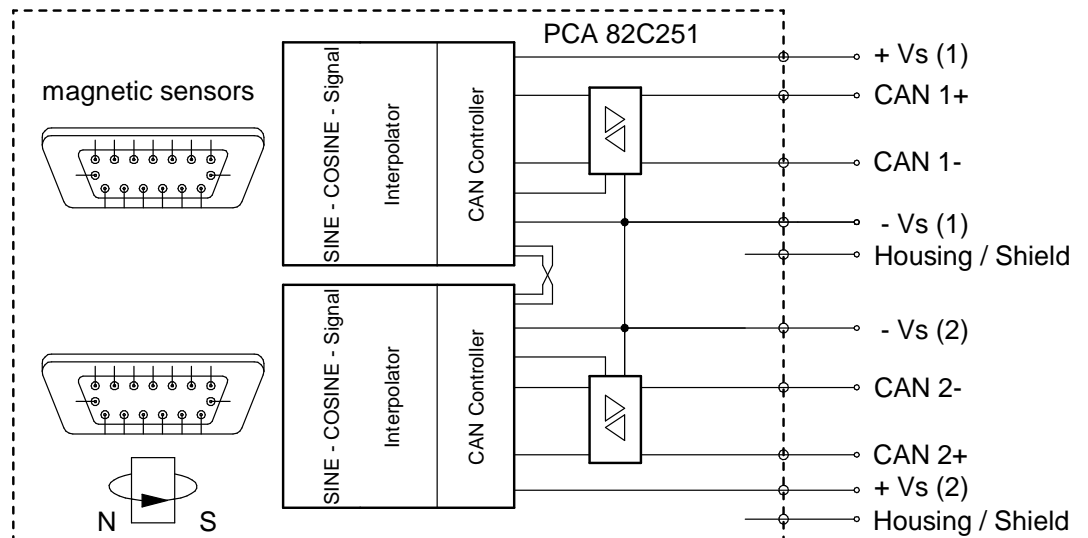 PCA 82C251
+ Vs (1)
magnetic sensors
CAN 1+
SINE - COSINE - Signal
Interpolator
CAN Controller
CAN 1-
- Vs (1)
Housing / Shield
SINE - COSINE - Signal
Interpolator
CAN Controller
- Vs (2)
CAN 2-
CAN 2+
+ Vs (2)
N S
Housing / Shield